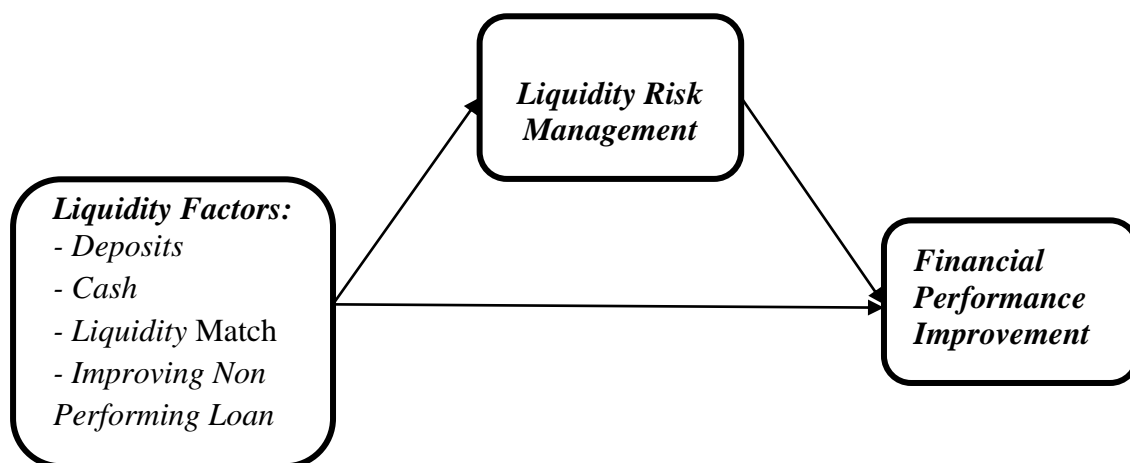 Liquidity Risk
Management
Liquidity Factors:
- Deposits
- Cash
- Liquidity Match
- Improving Non
Performing Loan
Financial
Performance
Improvement